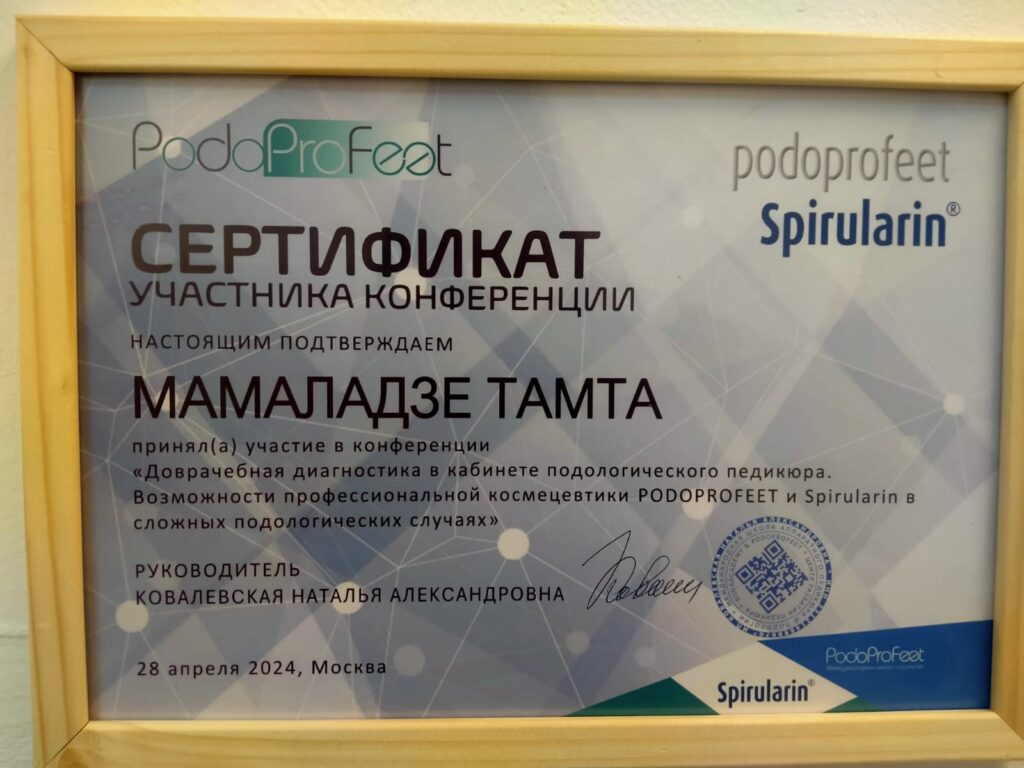 PodoProFeet
podoprofeet
Spirularin®
СЕРТИФИКАТ
УЧАСТНИКА КОНФЕРЕНЦИИ
НАСТОЯЩИМ ПОДТВЕРЖДАЕМ
МАМАЛАДЗЕ ТАМТА
принял(а) участие в конференции
«Доврачебная диагностика в кабинете подологического педикюра.
Возможности профессиональной космецевтики PODOPROFEET и Spirularin в
сложных подологических случаях»
РУКОВОДИТЕЛЬ
КОВАЛЕВСКАЯ НАТАЛЬЯ АЛЕКСАНДРОВНА
28 апреля 2024, Москва
PodoProFeet
Spirularin®